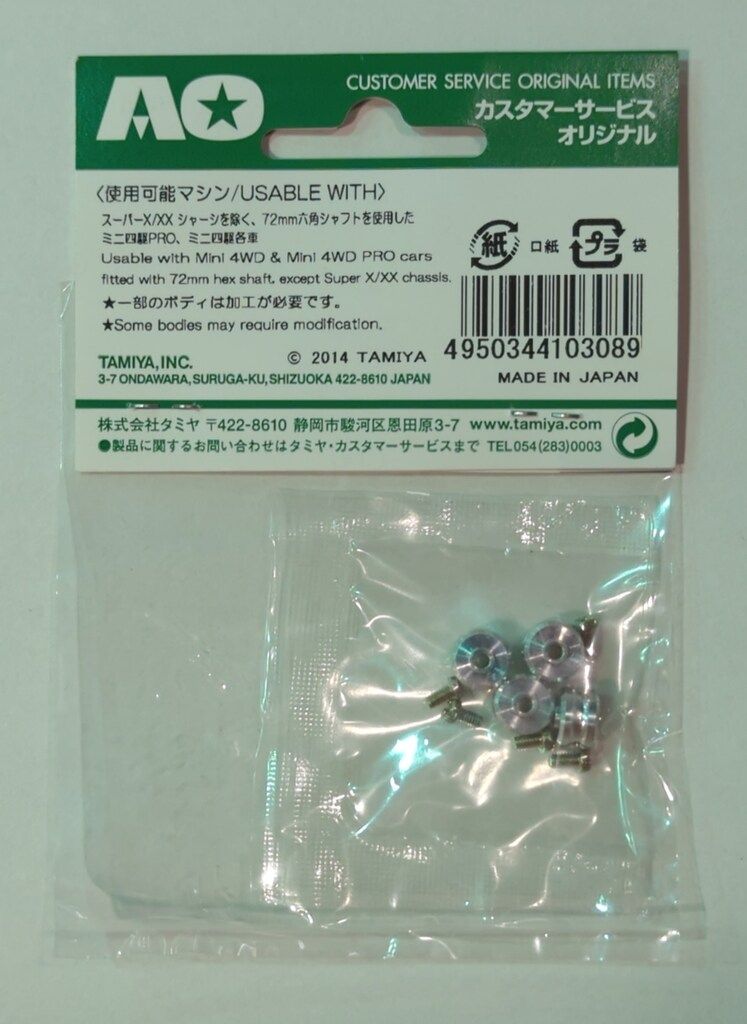 AO
CUSTOMER SERVICE ORIGINAL ITEMS
カスタマーサービス
オリジナル
〈使用可能マシン/USABLE WITH〉
スーパーX/XX シャーシを除く、72mm六角シャフトを使用した
ミニ四駆PRO、ミニ四駆各車
Usable with Mini 4WD & Mini 4WD PRO cars
fitted with 72mm hex shaft, except Super X/XX chassis.
★一部のボディは加工が必要です。
★Some bodies may require modification.
紙 口紙 プラ 袋
4950344103089
TAMIYA,INC. © 2014 TAMIYA
3-7 ONDAWARA,SURUGA-KU,SHIZUOKA 422-8610 JAPAN
MADE IN JAPAN
株式会社タミヤ 〒422-8610 静岡市駿河区恩田原3-7 www.tamiya.com
●製品に関するお問い合わせはタミヤ・カスタマーサービスまで TEL054(283)0003